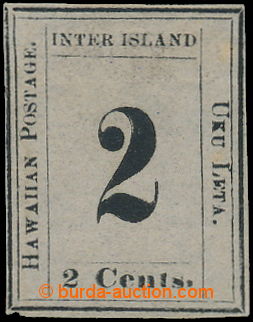 INTER ISLAND
HAWAIIAN POSTAGE.
2
UKU LETA.
2 Cents.
burda-auction.com